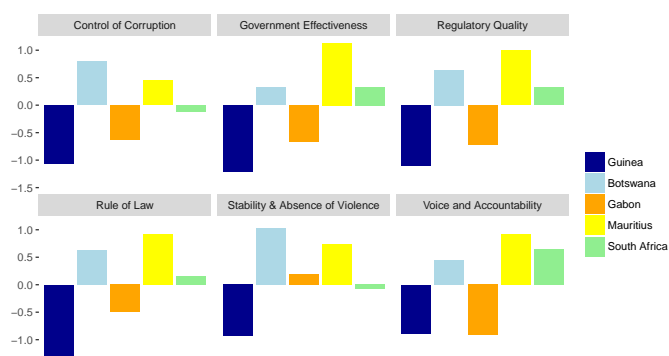 Control of Corruption
Government Effectiveness
Regulatory Quality
1.0
0.5
0.0
−0.5
−1.0
−1.5
Rule of Law
Stability & Absence of Violence
Voice and Accountability
1.0
0.5
0.0
−0.5
−1.0
Guinea
Botswana
Gabon
Mauritius
South Africa